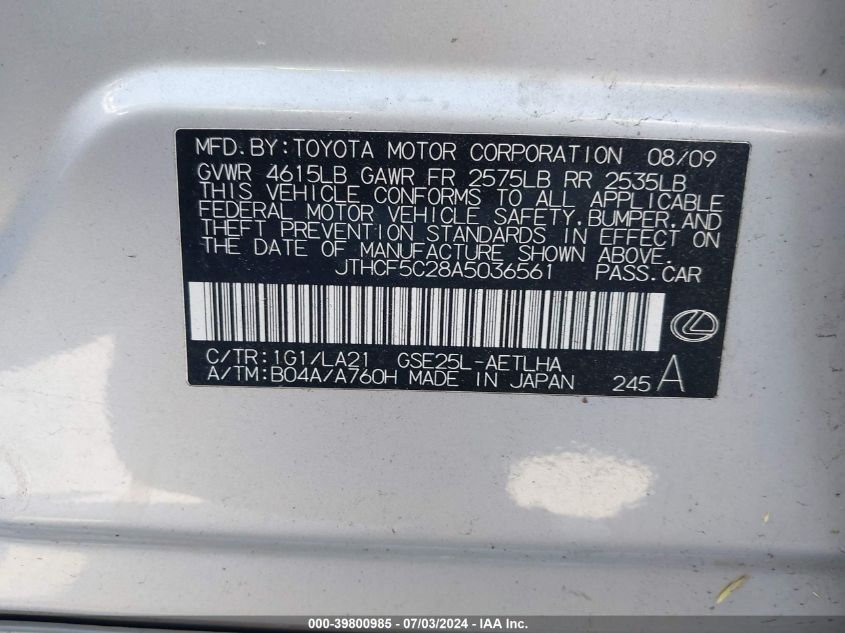 MFD. BY: TOYOTA MOTOR CORPORATION 08/09
GVWR 4615LB GAWR FR 2575LB RR 2535LB
THIS VEHICLE CONFORMS TO ALL APPLICABLE
FEDERAL MOTOR VEHICLE SAFETY, BUMPER, AND
THEFT PREVENTION STANDARDS IN EFFECT ON
THE DATE OF MANUFACTURE SHOWN ABOVE.
JTHCF5C28A5036561 PASS. CAR
C/TR: 1G1/LA21 GSE25L-AETLHA
A/TM: B04A/A760H MADE IN JAPAN 245 A
000-39800985 - 07/03/2024 - IAA Inc.